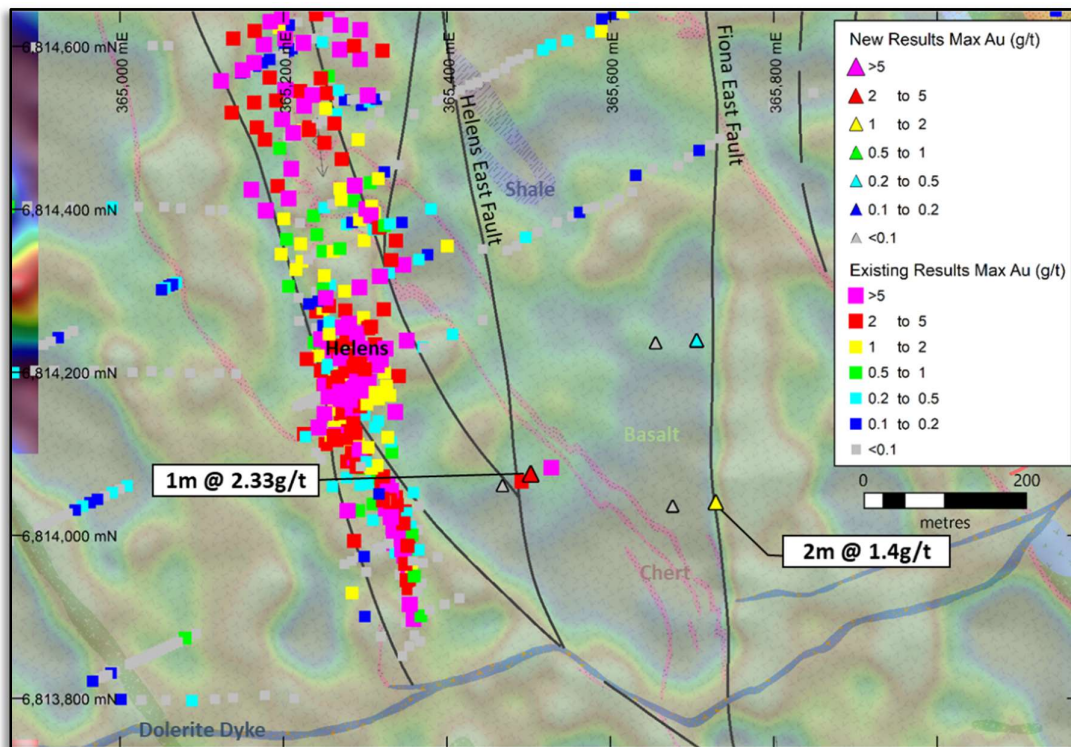 6,814,600 mN
6,814,400 mN
6,814,200 mN
6,814,000 mN
6,813,800 mN
365,000 mE
365,200 mE
365,400 mE
365,600 mE
365,800 mE
Helens East Fault
Fiona East Fault
Shale
Helens
Basalt
Chert
Dolerite Dyke
1m @ 2.33g/t
2m @ 1.4g/t
New Results Max Au (g/t)
>5
2 to 5
1 to 2
0.5 to 1
0.2 to 0.5
0.1 to 0.2
<0.1
Existing Results Max Au (g/t)
>5
2 to 5
1 to 2
0.5 to 1
0.2 to 0.5
0.1 to 0.2
<0.1
0 200
metres